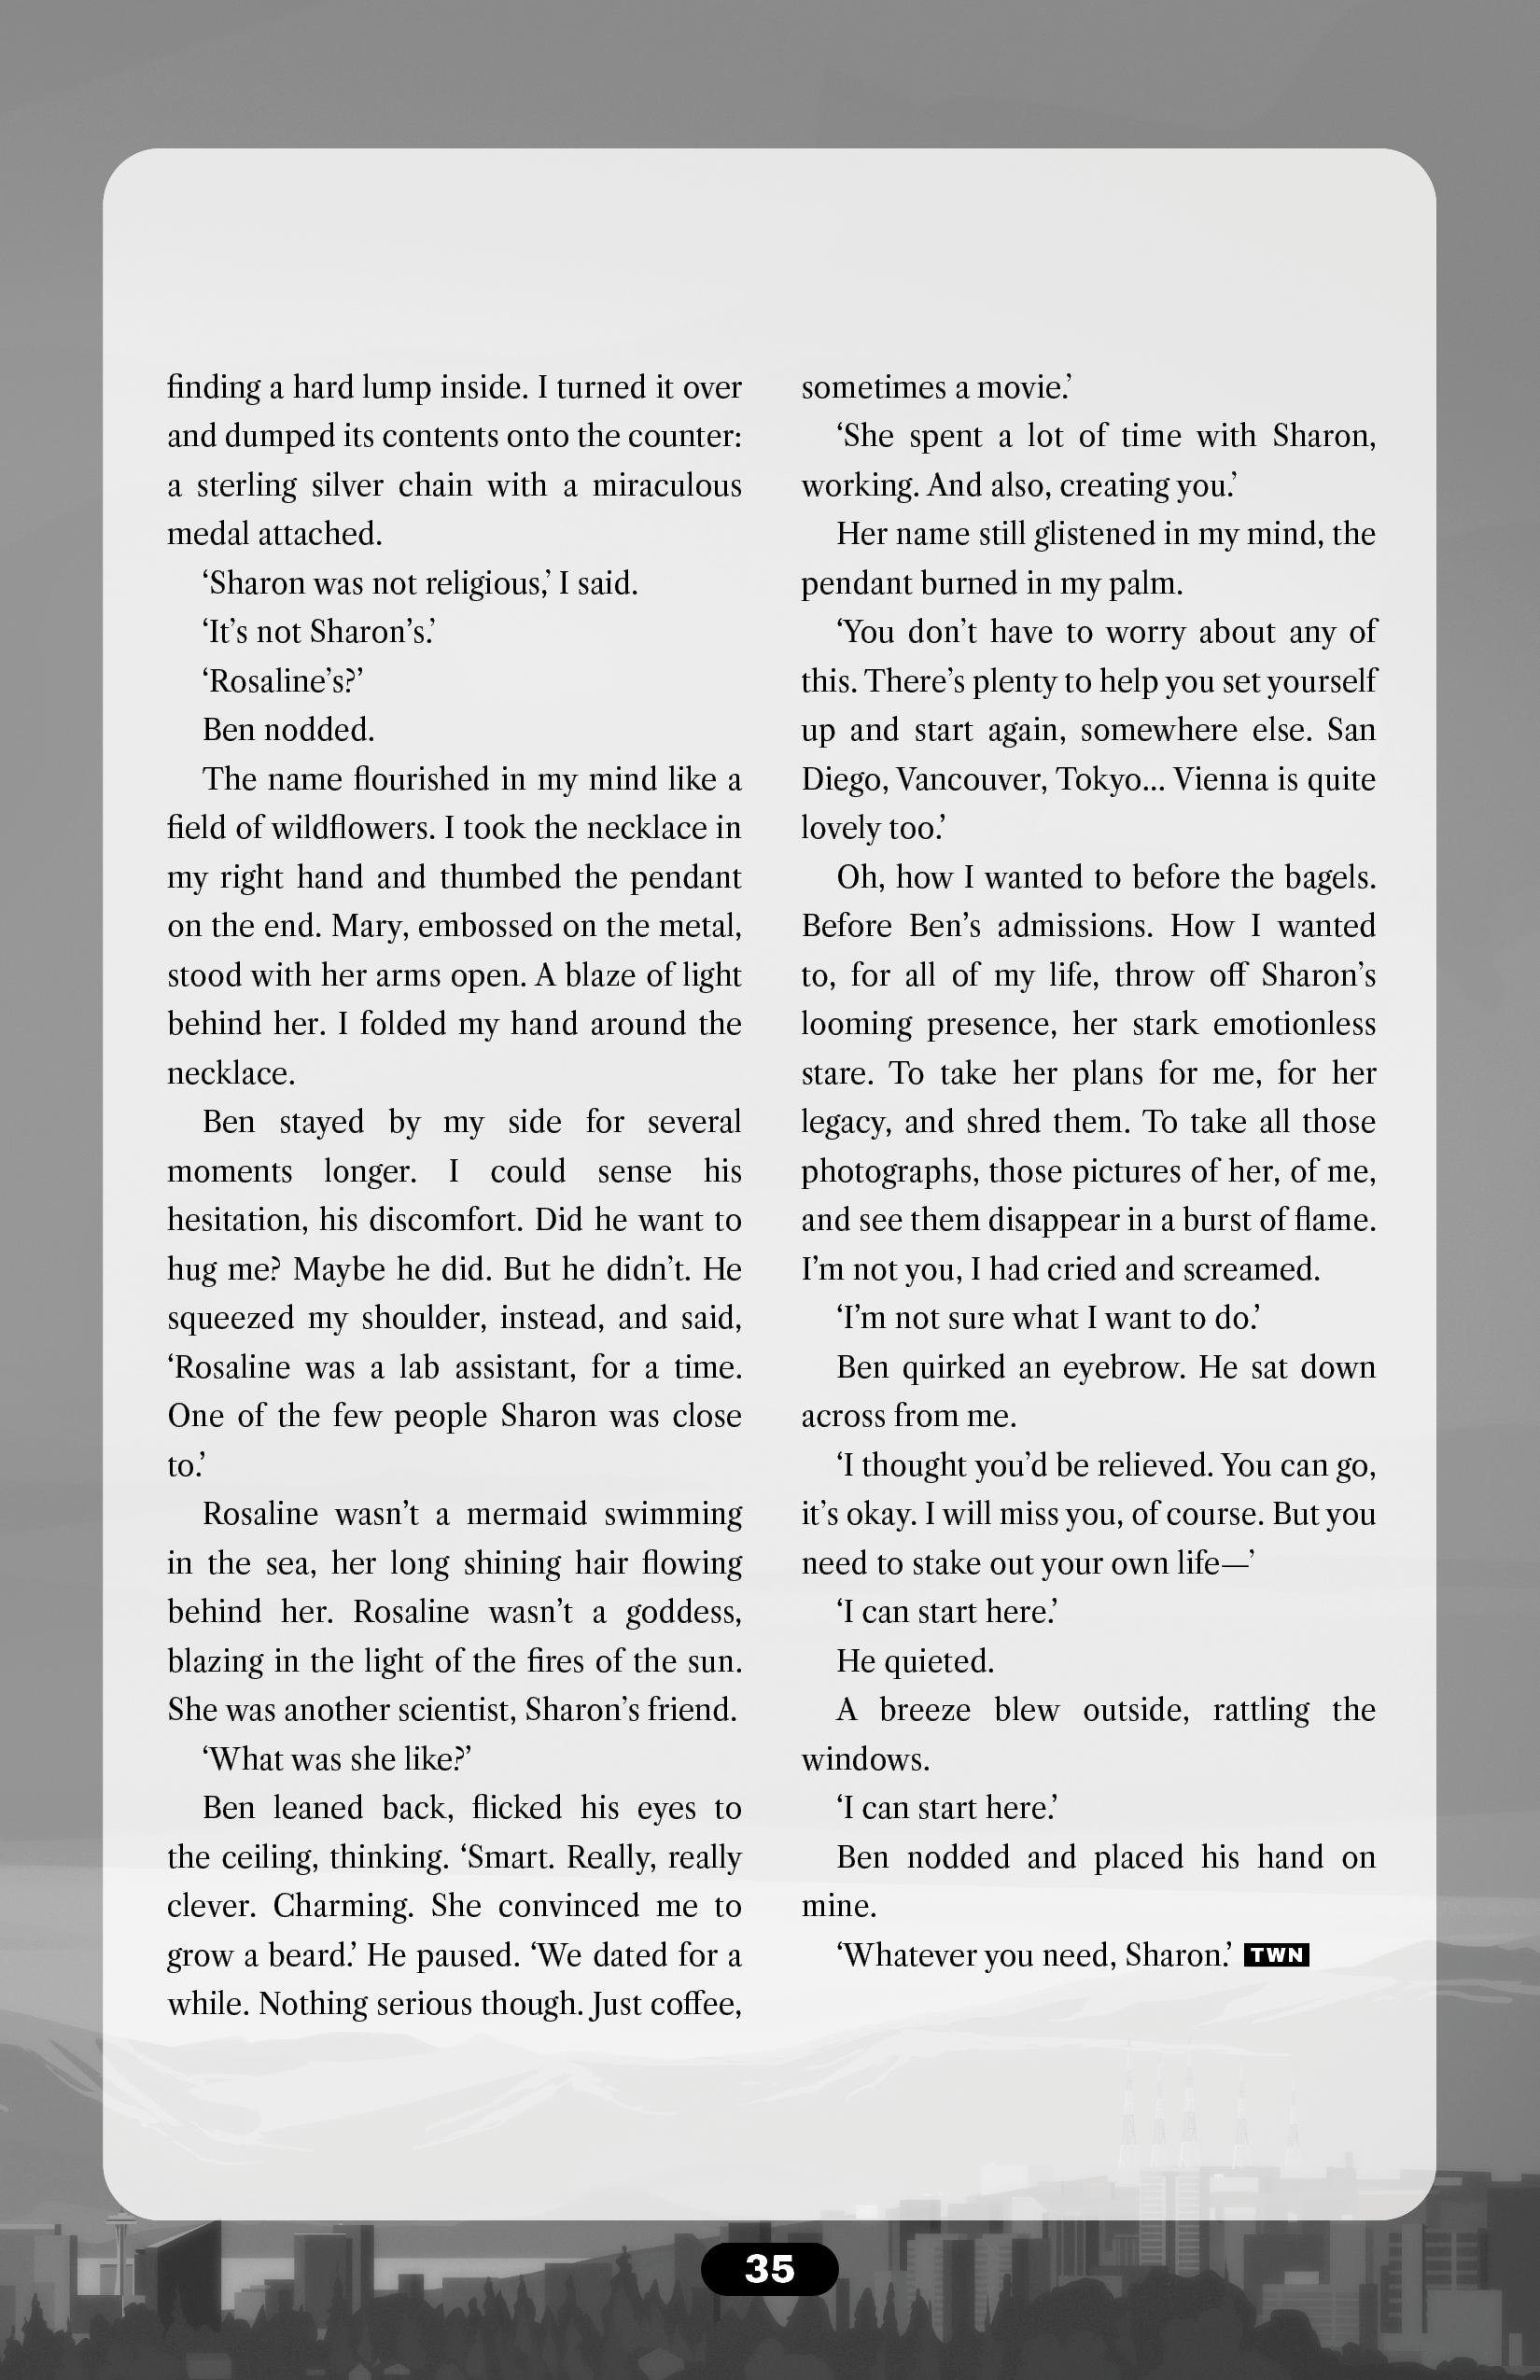 finding a hard lump inside. I turned it over
and dumped its contents onto the counter:
a sterling silver chain with a miraculous
medal attached.
‘Sharon was not religious,’ I said.
‘It’s not Sharon’s.’
‘Rosaline’s?’
Ben nodded.
The name flourished in my mind like a
field of wildflowers. I took the necklace in
my right hand and thumbed the pendant
on the end. Mary, embossed on the metal,
stood with her arms open. A blaze of light
behind her. I folded my hand around the
necklace.
Ben stayed by my side for several
moments longer. I could sense his
hesitation, his discomfort. Did he want to
hug me? Maybe he did. But he didn’t. He
squeezed my shoulder, instead, and said,
‘Rosaline was a lab assistant, for a time.
One of the few people Sharon was close
to.’
Rosaline wasn’t a mermaid swimming
in the sea, her long shining hair flowing
behind her. Rosaline wasn’t a goddess,
blazing in the light of the fires of the sun.
She was another scientist, Sharon’s friend.
‘What was she like?’
Ben leaned back, flicked his eyes to
the ceiling, thinking. ‘Smart. Really, really
clever. Charming. She convinced me to
grow a beard.’ He paused. ‘We dated for a
while. Nothing serious though. Just coffee,
sometimes a movie.’
‘She spent a lot of time with Sharon,
working. And also, creating you.’
Her name still glistened in my mind, the
pendant burned in my palm.
‘You don’t have to worry about any of
this. There’s plenty to help you set yourself
up and start again, somewhere else. San
Diego, Vancouver, Tokyo... Vienna is quite
lovely too.’
Oh, how I wanted to before the bagels.
Before Ben’s admissions. How I wanted
to, for all of my life, throw off Sharon’s
looming presence, her stark emotionless
stare. To take her plans for me, for her
legacy, and shred them. To take all those
photographs, those pictures of her, of me,
and see them disappear in a burst of flame.
I’m not you, I had cried and screamed.
‘I’m not sure what I want to do.’
Ben quirked an eyebrow. He sat down
across from me.
‘I thought you’d be relieved. You can go,
it’s okay. I will miss you, of course. But you
need to stake out your own life—’
‘I can start here.’
He quieted.
A breeze blew outside, rattling the
windows.
‘I can start here.’
Ben nodded and placed his hand on
mine.
‘Whatever you need, Sharon.’ TWN
35